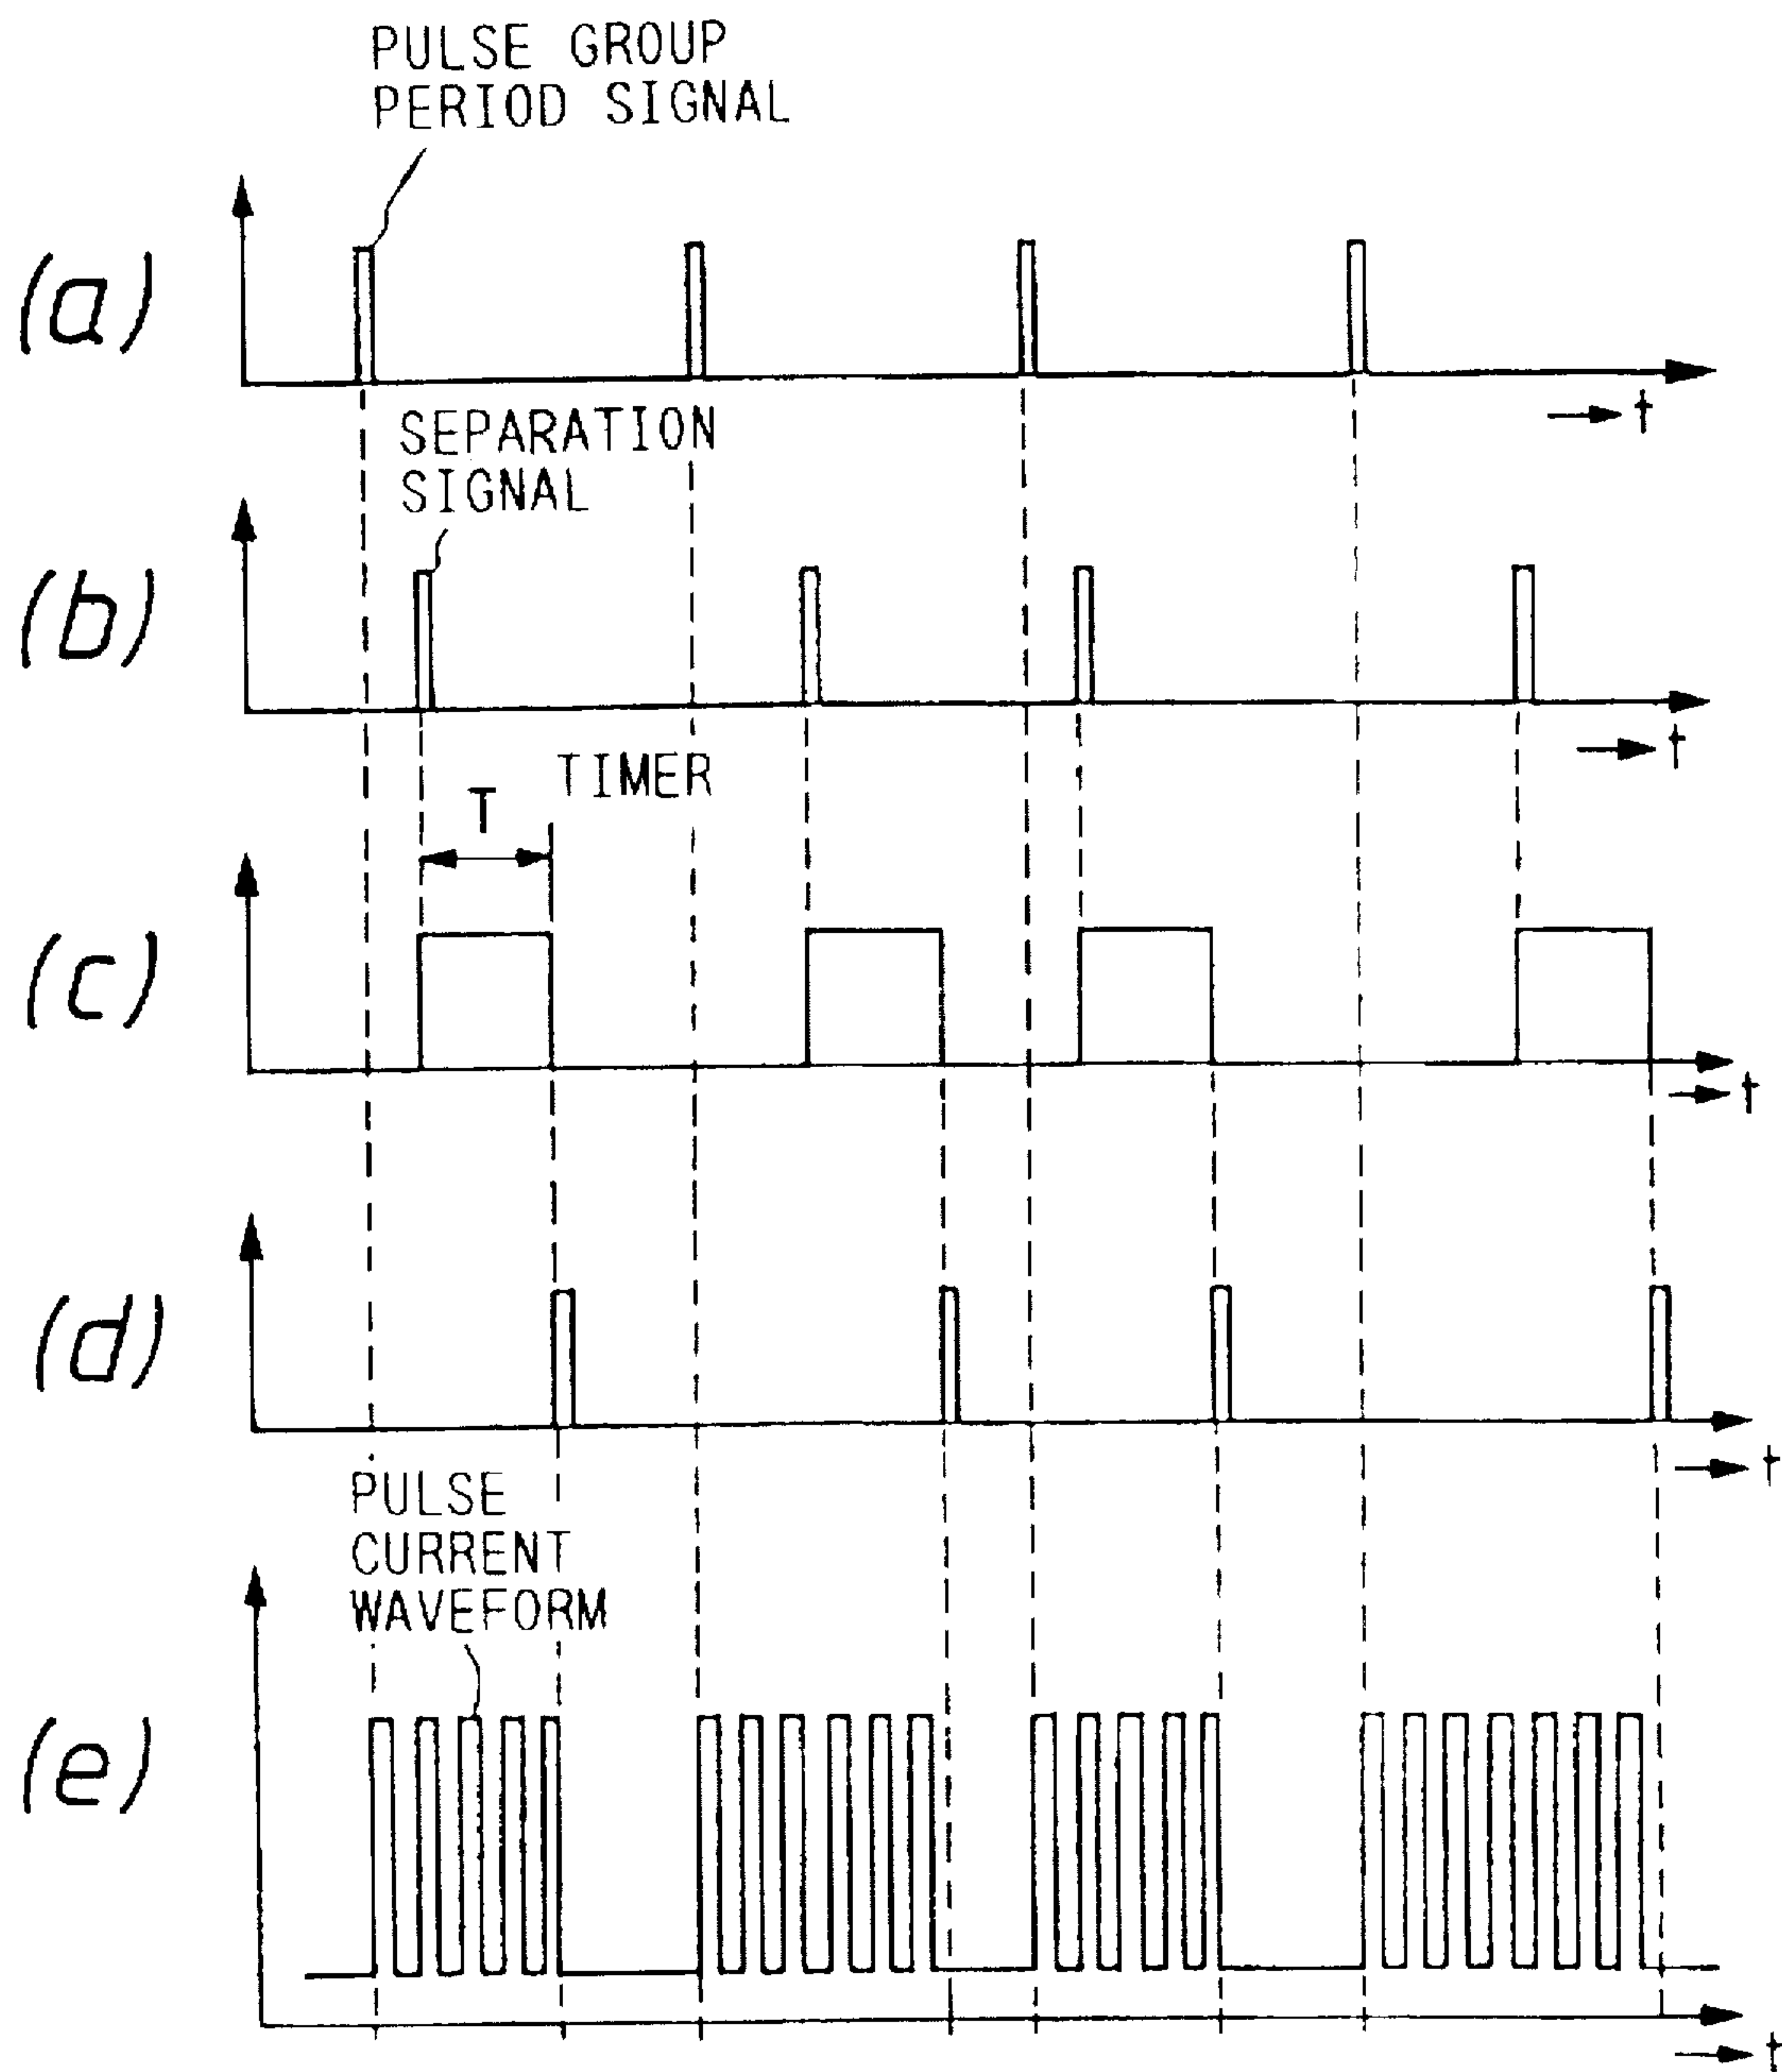 PULSE GROUP
PERIOD SIGNAL
(a)
t
SEPARATION
SIGNAL
(b)
t
TIMER
T
(c)
t
(d)
t
PULSE
CURRENT
WAVEFORM
(e)
t